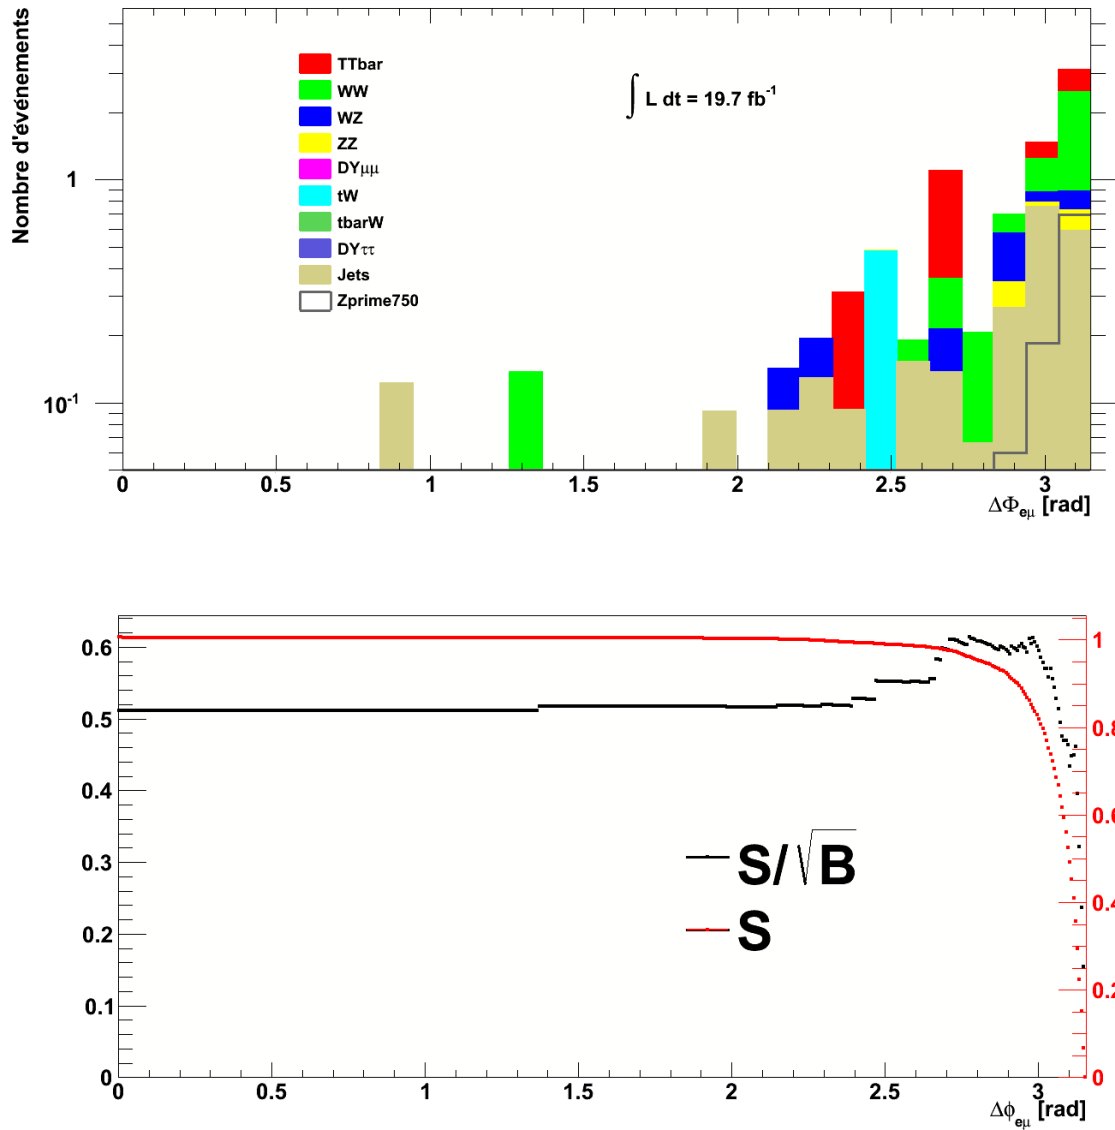 Nombre d'événements
1
10⁻¹
TTbar
WW
WZ
ZZ
DYμμ
tW
tbarW
DYττ
Jets
Zprime750
∫ L dt = 19.7 fb⁻¹
0 0.5 1 1.5 2 2.5 3
ΔΦeμ [rad]
0.6
0.5
0.4
0.3
0.2
0.1
0
S/√B
S
1
0.8
0.6
0.4
0.2
0
0 0.5 1 1.5 2 2.5 3
Δϕeμ [rad]